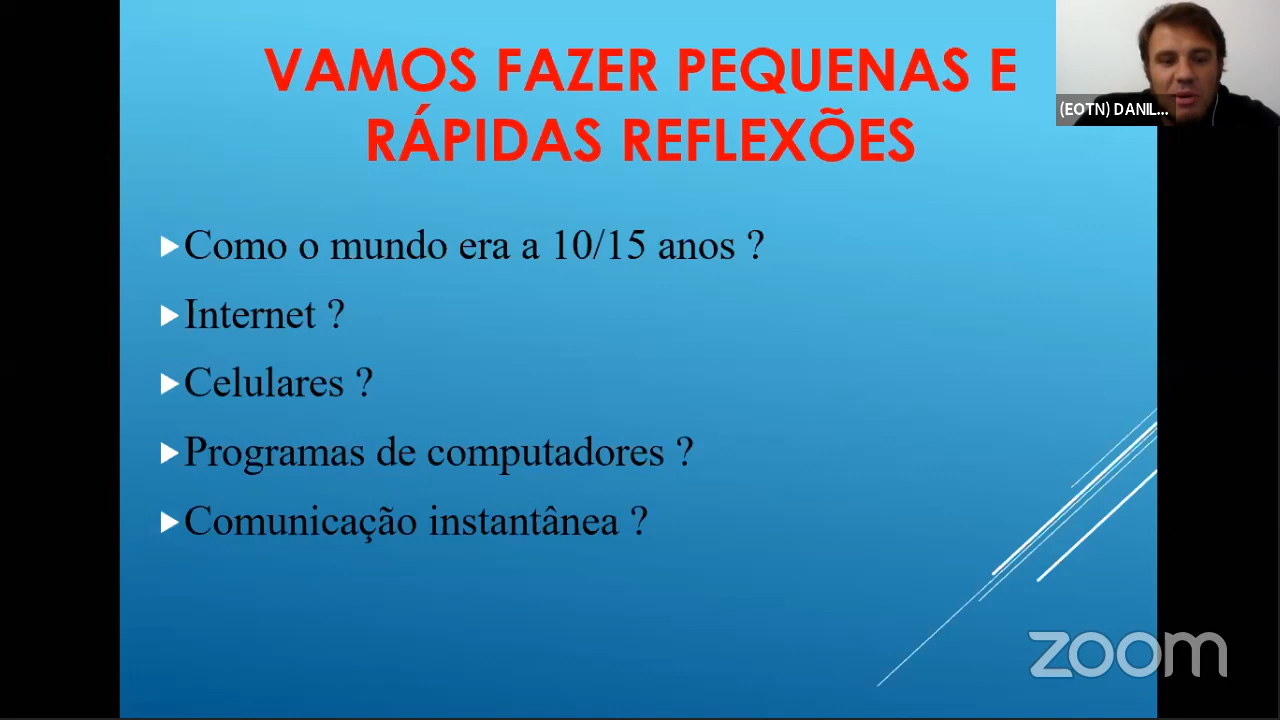 VAMOS FAZER PEQUENAS E
RÁPIDAS REFLEXÕES
(EOTN) DANIL...
Como o mundo era a 10/15 anos ?
Internet ?
Celulares ?
Programas de computadores ?
Comunicação instantânea ?
zoom